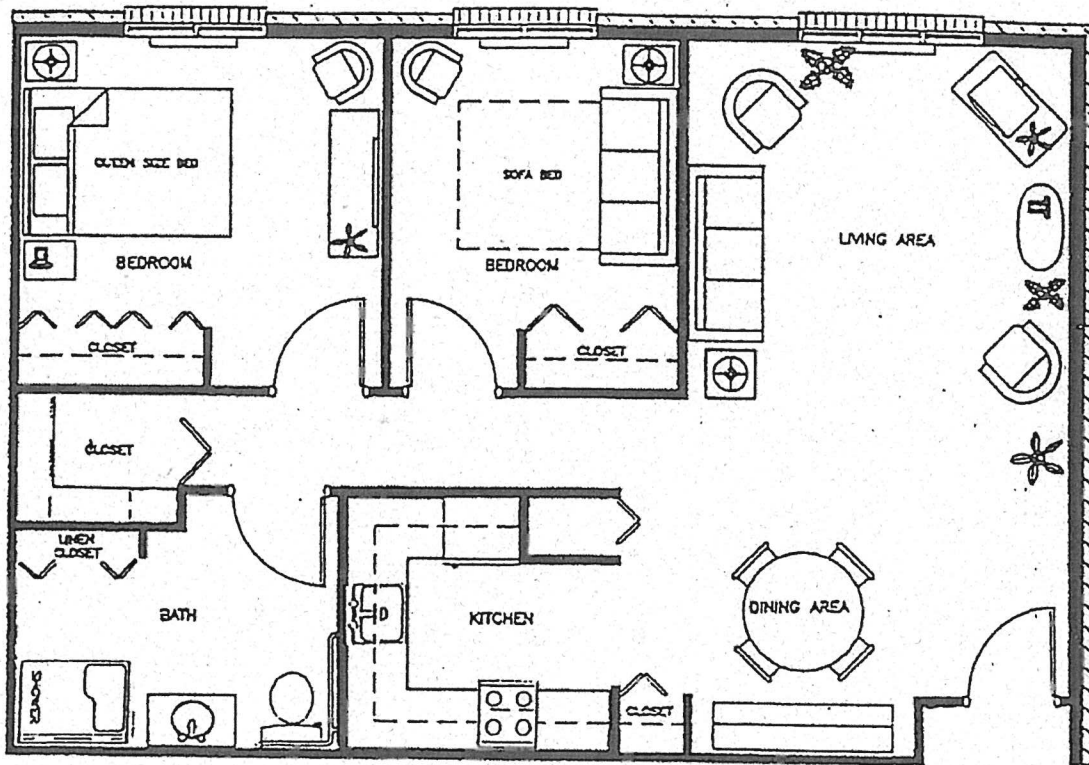 QUEEN SIZE BED
BEDROOM
CLOSET
SOFA BED
BEDROOM
CLOSET
LIVING AREA
CLOSET
LINEN
CLOSET
BATH
SHOWER
D
KITCHEN
CLOSET
DINING AREA